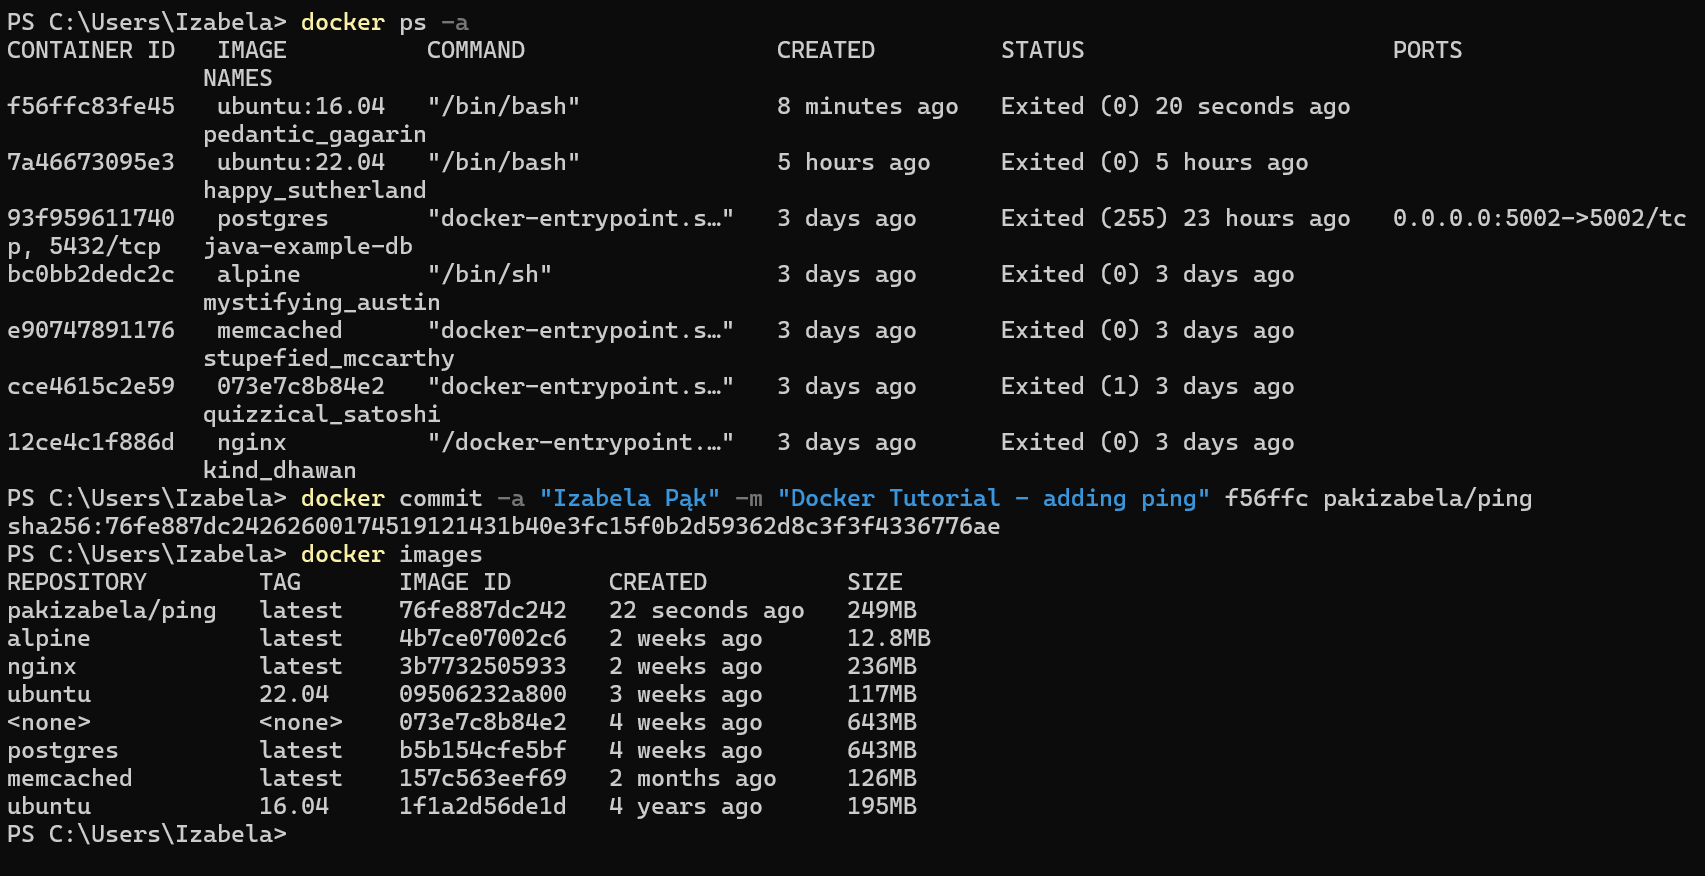 PS C:\Users\Izabela> docker ps -a
CONTAINER ID   IMAGE          COMMAND                  CREATED         STATUS                      PORTS
              NAMES
f56ffc83fe45   ubuntu:16.04   "/bin/bash"              8 minutes ago   Exited (0) 20 seconds ago
              pedantic_gagarin
7a46673095e3   ubuntu:22.04   "/bin/bash"              5 hours ago     Exited (0) 5 hours ago
              happy_sutherland
93f959611740   postgres       "docker-entrypoint.s…"   3 days ago      Exited (255) 23 hours ago   0.0.0.0:5002->5002/tc
p, 5432/tcp   java-example-db
bc0bb2dedc2c   alpine         "/bin/sh"                3 days ago      Exited (0) 3 days ago
              mystifying_austin
e90747891176   memcached      "docker-entrypoint.s…"   3 days ago      Exited (0) 3 days ago
              stupefied_mccarthy
cce4615c2e59   073e7c8b84e2   "docker-entrypoint.s…"   3 days ago      Exited (1) 3 days ago
              quizzical_satoshi
12ce4c1f886d   nginx          "/docker-entrypoint.…"   3 days ago      Exited (0) 3 days ago
              kind_dhawan
PS C:\Users\Izabela> docker commit -a "Izabela Pąk" -m "Docker Tutorial - adding ping" f56ffc pakizabela/ping
sha256:76fe887dc24262600174519121431b40e3fc15f0b2d59362d8c3f3f4336776ae
PS C:\Users\Izabela> docker images
REPOSITORY        TAG       IMAGE ID       CREATED          SIZE
pakizabela/ping   latest    76fe887dc242   22 seconds ago   249MB
alpine            latest    4b7ce07002c6   2 weeks ago      12.8MB
nginx             latest    3b7732505933   2 weeks ago      236MB
ubuntu            22.04     09506232a800   3 weeks ago      117MB
<none>            <none>    073e7c8b84e2   4 weeks ago      643MB
postgres          latest    b5b154cfe5bf   4 weeks ago      643MB
memcached         latest    157c563eef69   2 months ago     126MB
ubuntu            16.04     1f1a2d56de1d   4 years ago      195MB
PS C:\Users\Izabela>